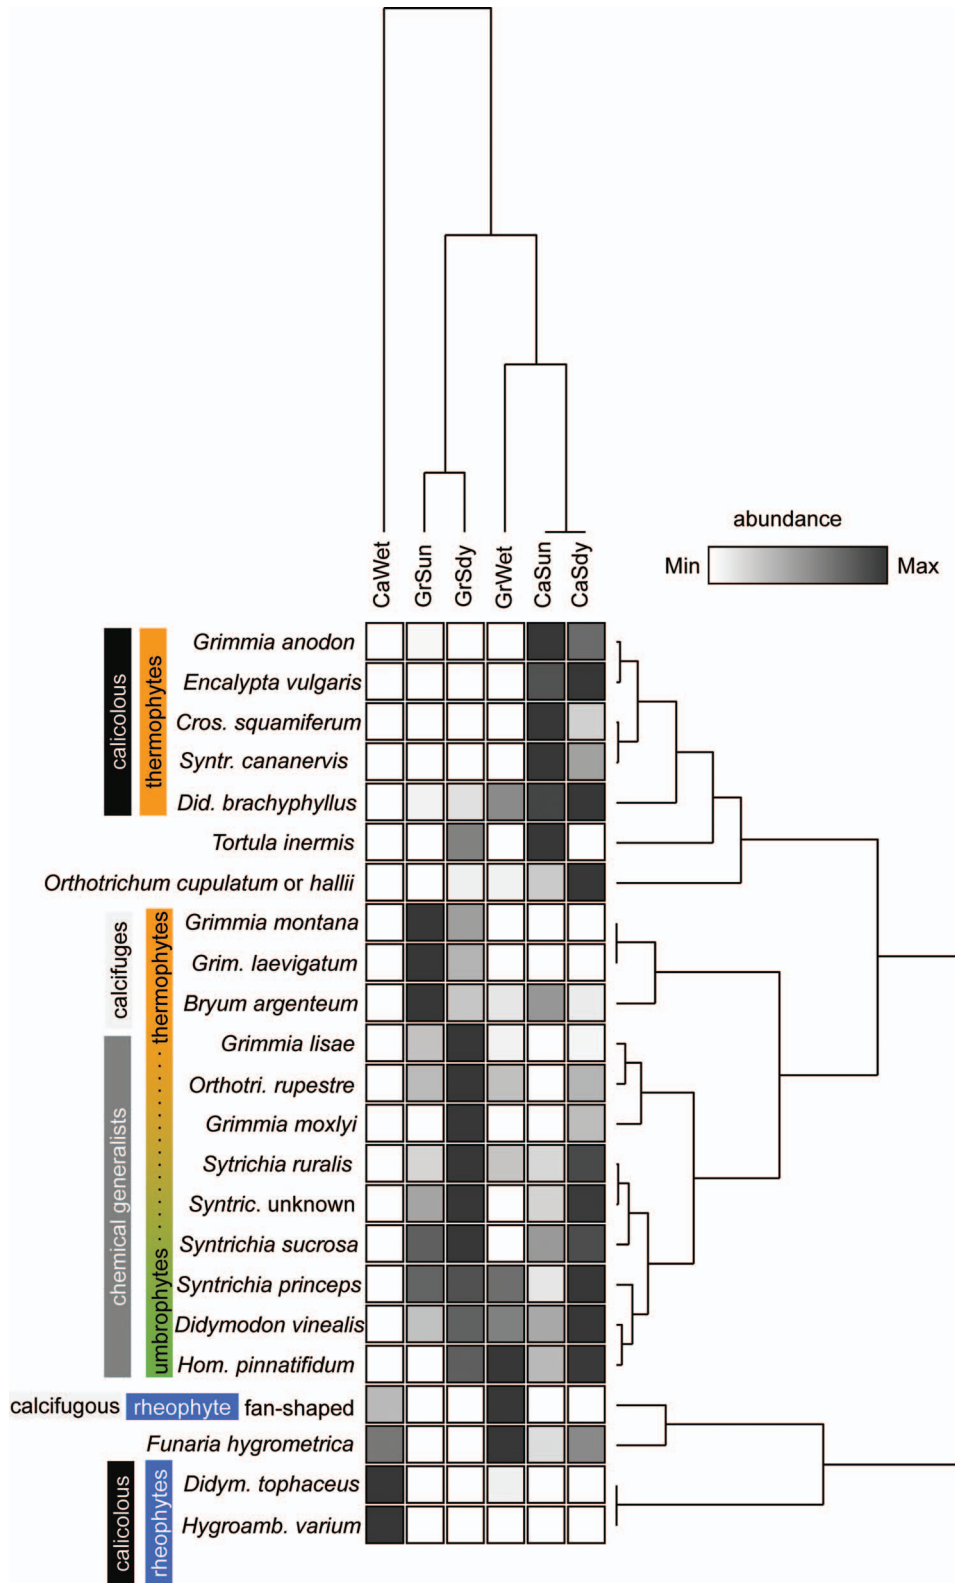 abundance
Min
Max
CaWet
GrSun
GrSdy
GrWet
CaSun
CaSdy
calicolous
thermophytes
Grimmia anodon
Encalypta vulgaris
Cros. squamiferum
Syntr. cananervis
Did. brachyphyllus
Tortula inermis
Orthotrichum cupulatum or hallii
calcifuges
chemical generalists
umbrophytes . . . . . . . . . . . . . . . thermophytes
Grimmia montana
Grim. laevigatum
Bryum argenteum
Grimmia lisae
Orthotri. rupestre
Grimmia moxlyi
Sytrichia ruralis
Syntric. unknown
Syntrichia sucrosa
Syntrichia princeps
Didymodon vinealis
Hom. pinnatifidum
calcifugous rheophyte fan-shaped
Funaria hygrometrica
calicolous
rheophytes
Didym. tophaceus
Hygroamb. varium